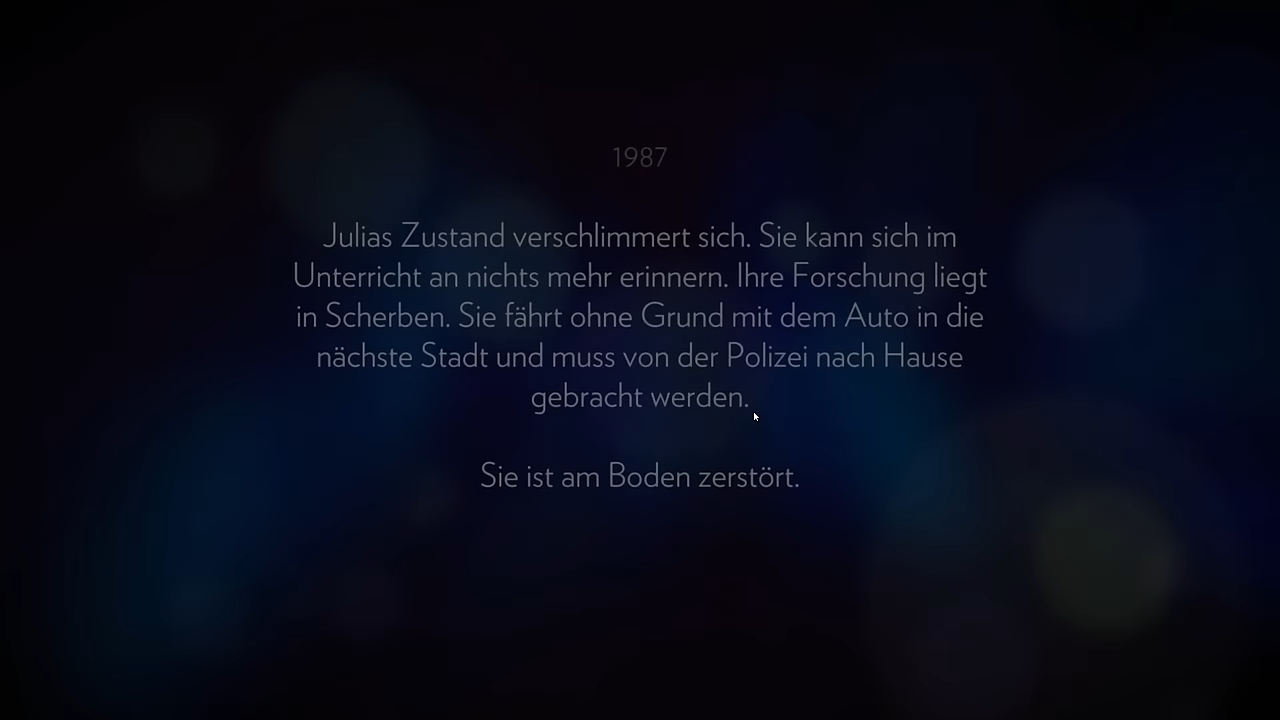 1987
Julias Zustand verschlimmert sich. Sie kann sich im
Unterricht an nichts mehr erinnern. Ihre Forschung liegt
in Scherben. Sie fährt ohne Grund mit dem Auto in die
nächste Stadt und muss von der Polizei nach Hause
gebracht werden.
Sie ist am Boden zerstört.